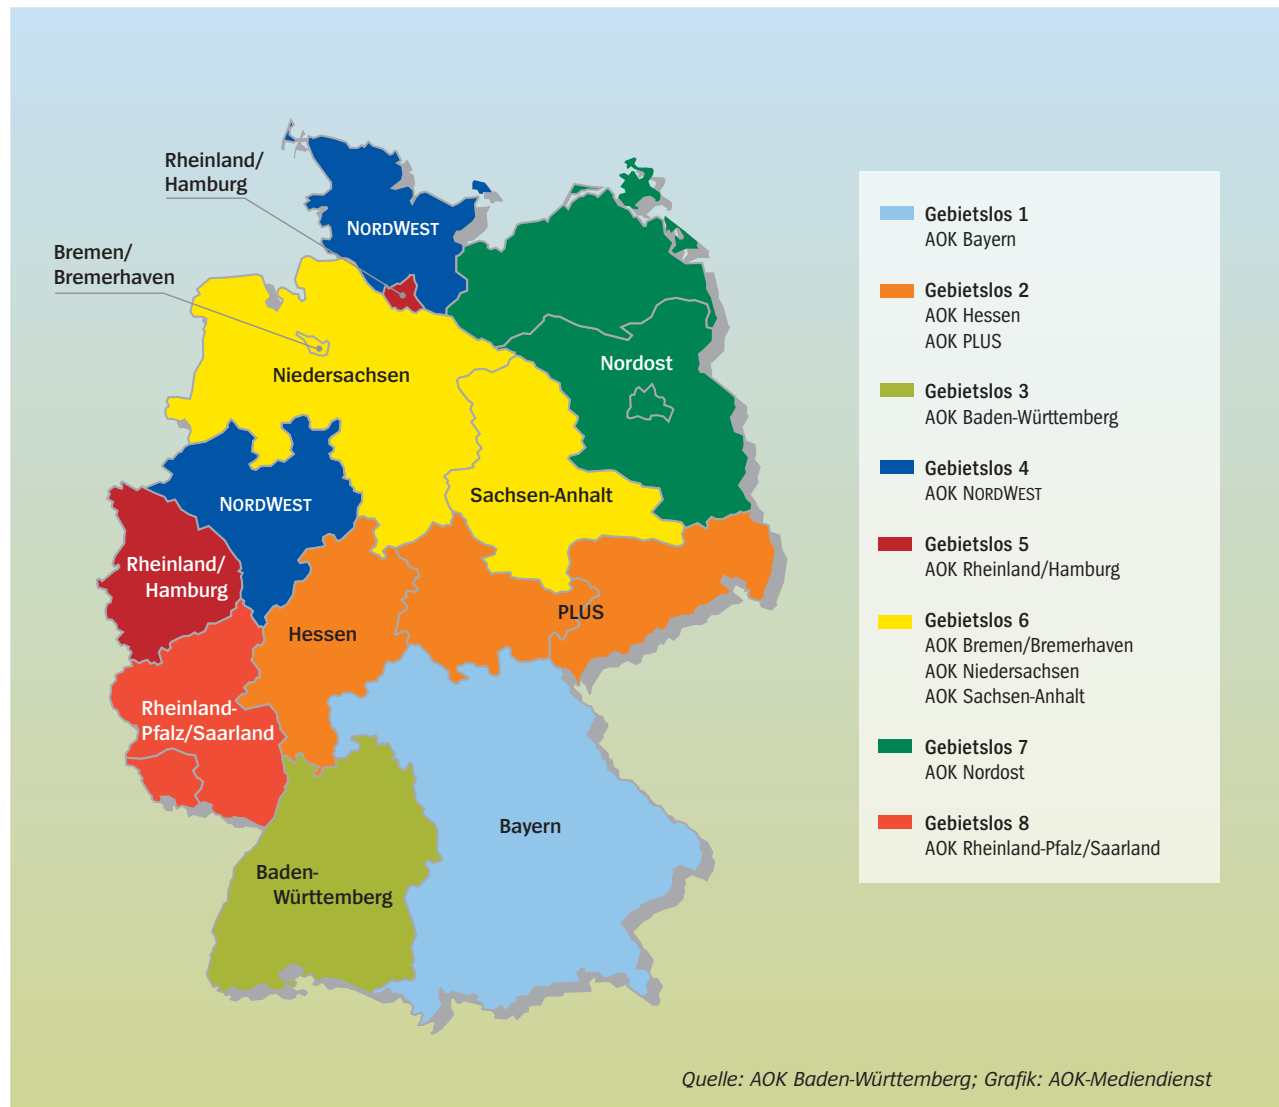 Rheinland/
Hamburg
NORDWEST
Bremen/
Bremerhaven
Niedersachsen
Nordost
Sachsen-Anhalt
NORDWEST
Rheinland/
Hamburg
Hessen
PLUS
Rheinland-
Pfalz/Saarland
Bayern
Baden-
Württemberg
Gebietslos 1
AOK Bayern
Gebietslos 2
AOK Hessen
AOK PLUS
Gebietslos 3
AOK Baden-Württemberg
Gebietslos 4
AOK NORDWEST
Gebietslos 5
AOK Rheinland/Hamburg
Gebietslos 6
AOK Bremen/Bremerhaven
AOK Niedersachsen
AOK Sachsen-Anhalt
Gebietslos 7
AOK Nordost
Gebietslos 8
AOK Rheinland-Pfalz/Saarland
Quelle: AOK Baden-Württemberg; Grafik: AOK-Mediendienst